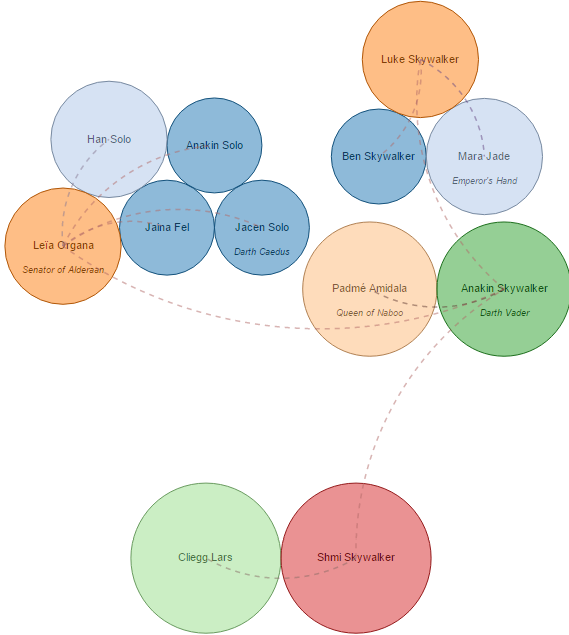 Luke Skywalker
Han Solo
Anakin Solo
Ben Skywalker
Mara Jade
Emperor's Hand
Jaina Fel
Jacen Solo
Darth Caedus
Leïa Organa
Senator of Alderaan
Padmé Amidala
Queen of Naboo
Anakin Skywalker
Darth Vader
Cliegg Lars
Shmi Skywalker